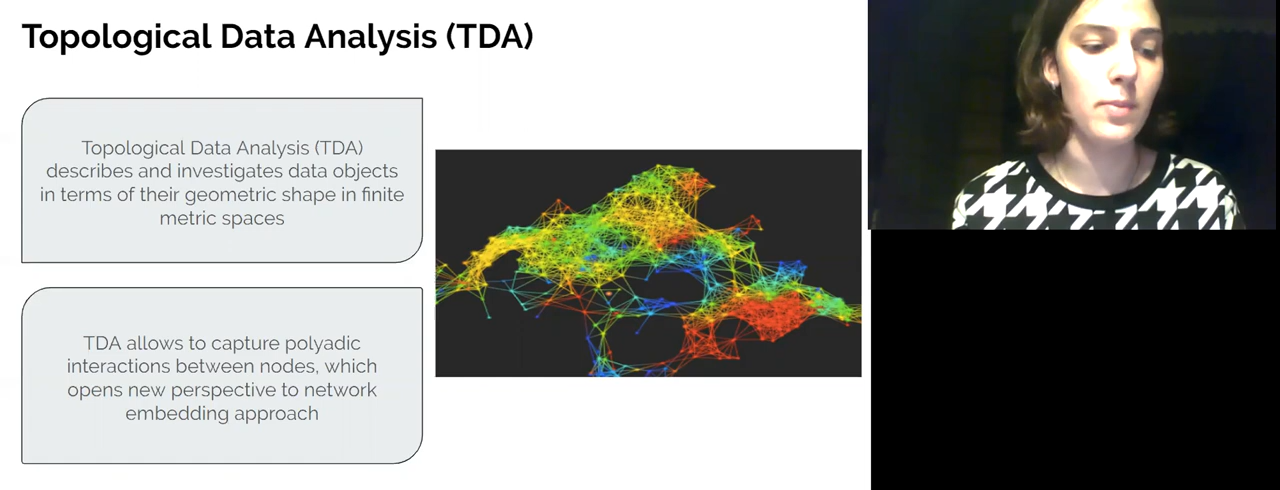 Topological Data Analysis (TDA)
Topological Data Analysis (TDA)
describes and investigates data objects
in terms of their geometric shape in finite
metric spaces
TDA allows to capture polyadic
interactions between nodes, which
opens new perspective to network
embedding approach